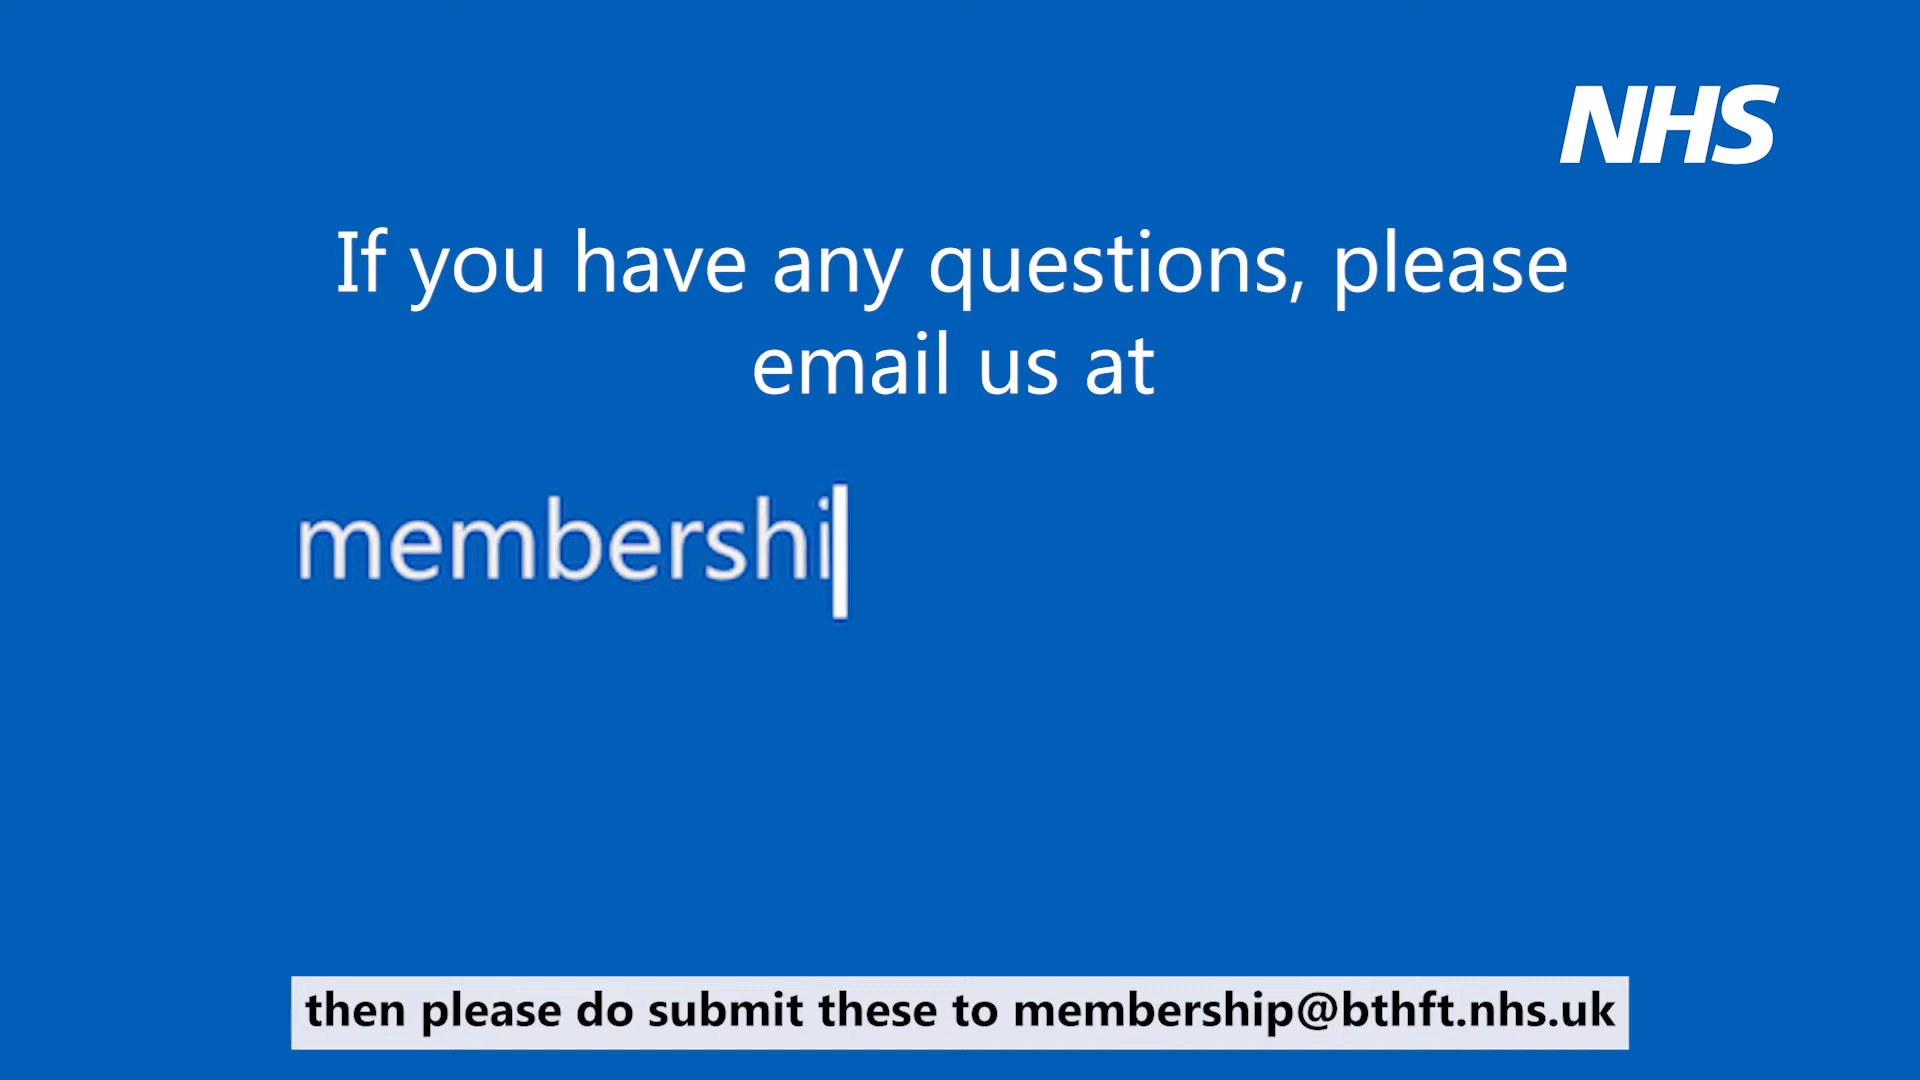 NHS
If you have any questions, please
email us at
membershi
then please do submit these to membership@bthft.nhs.uk